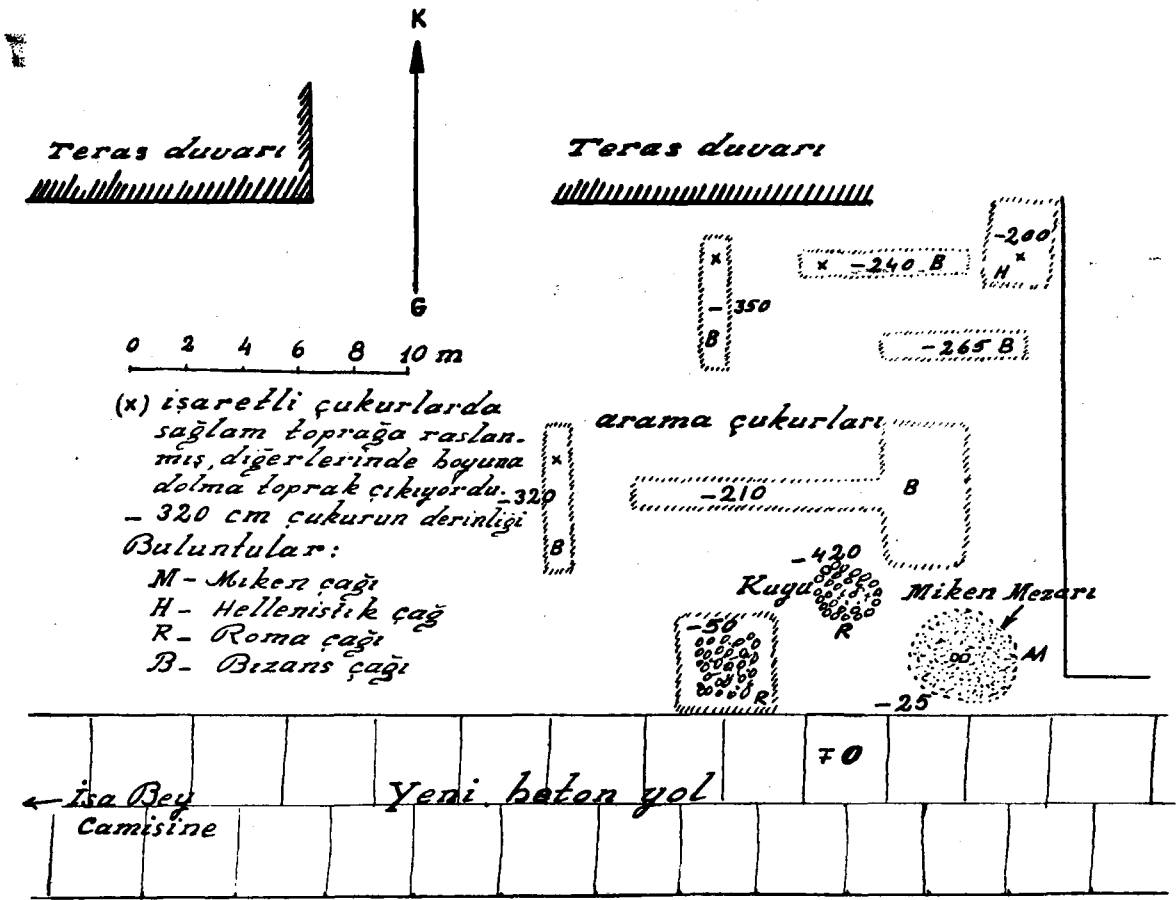 K
Teras duvarı
Teras duvarı
G
0 2 4 6 8 10 m
(x) işaretli çukurlarda
sağlam toprağa raslan-
mış, diğerlerinde boyuna
dolma toprak çıkıyordu.
- 320 cm çukurun derinliği
Buluntular:
M - Miken çağı
H - Hellenistik çağ
R - Roma çağı
B - Bizans çağı
x
- 350
B
x -240 B
-200
x
H
-265 B
arama çukurları
x
-320
B
-210
B
-420
Kuyu
R
Miken Mezarı
M
-25
-50
R
∓0
← İsa Bey
Camisine
Yeni beton yol